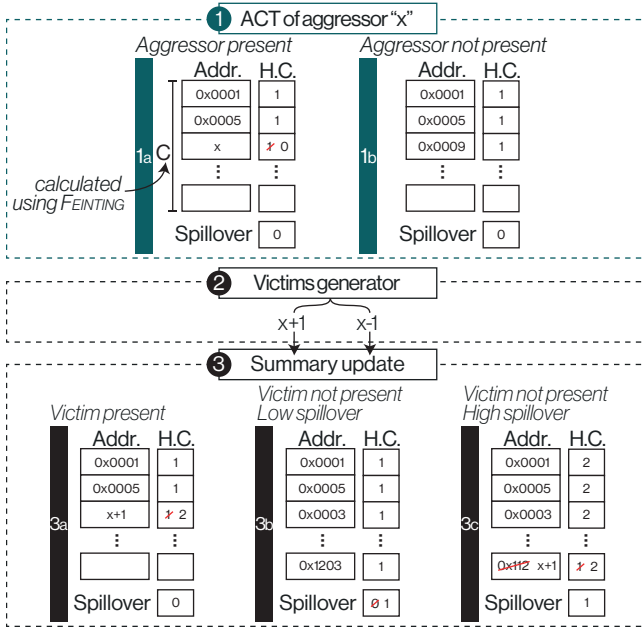 1 ACT of aggressor “x”
Aggressor present
Aggressor not present
1a
C
calculated
using FEINTING
Addr. H.C.
0x0001 1
0x0005 1
x 1 0
...
Spillover 0
1b
Addr. H.C.
0x0001 1
0x0005 1
0x0009 1
...
Spillover 0
2 Victims generator
x+1 x-1
3 Summary update
Victim present
3a
Addr. H.C.
0x0001 1
0x0005 1
x+1 1 2
...
Spillover 0
Victim not present
Low spillover
3b
Addr. H.C.
0x0001 1
0x0005 1
0x0003 1
...
0x1203 1
Spillover 0 1
Victim not present
High spillover
3c
Addr. H.C.
0x0001 2
0x0005 2
0x0003 2
...
0x112 x+1 1 2
Spillover 1